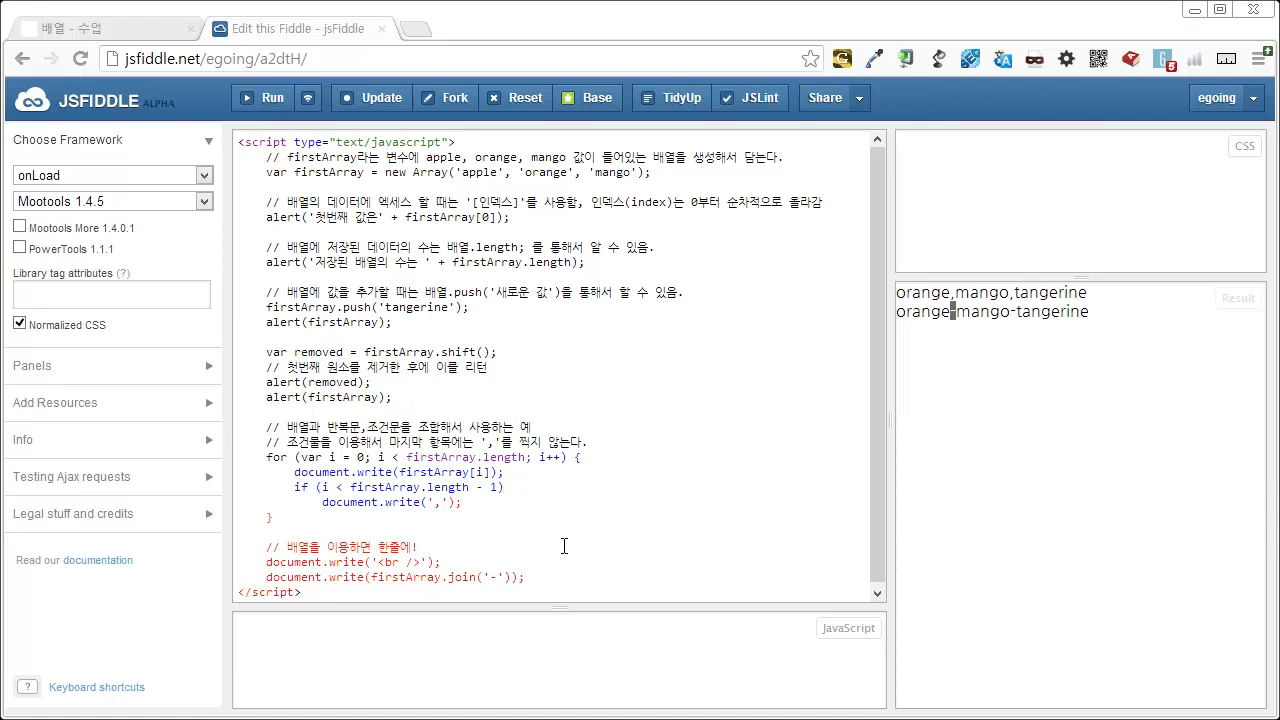 배열 - 수업
Edit this Fiddle - jsFiddle
jsfiddle.net/egoing/a2dtH/
5
JSFIDDLE ALPHA
Run
Update
Fork
Reset
Base
TidyUp
JSLint
Share
egoing
Choose Framework
onLoad
Mootools 1.4.5
Mootools More 1.4.0.1
PowerTools 1.1.1
Library tag attributes (?)
Normalized CSS
Panels
Add Resources
Info
Testing Ajax requests
Legal stuff and credits
Read our documentation
? Keyboard shortcuts
<script type="text/javascript">
// firstArray라는 변수에 apple, orange, mango 값이 들어있는 배열을 생성해서 담는다.
var firstArray = new Array('apple', 'orange', 'mango');
// 배열의 데이터에 엑세스 할 때는 '[인덱스]'를 사용함, 인덱스(index)는 0부터 순차적으로 올라감
alert('첫번째 값은' + firstArray[0]);
// 배열에 저장된 데이터의 수는 배열.length; 를 통해서 알 수 있음.
alert('저장된 배열의 수는 ' + firstArray.length);
// 배열에 값을 추가할 때는 배열.push('새로운 값')을 통해서 할 수 있음.
firstArray.push('tangerine');
alert(firstArray);
var removed = firstArray.shift();
// 첫번째 원소를 제거한 후에 이를 리턴
alert(removed);
alert(firstArray);
// 배열과 반복문,조건문을 조합해서 사용하는 예
// 조건물을 이용해서 마지막 항목에는 ','를 찍지 않는다.
for (var i = 0; i < firstArray.length; i++) {
document.write(firstArray[i]);
if (i < firstArray.length - 1)
document.write(',');
}
// 배열을 이용하면 한줄에!
document.write('<br />');
document.write(firstArray.join('-'));
</script>
JavaScript
CSS
Result
orange,mango,tangerine
orange-mango-tangerine